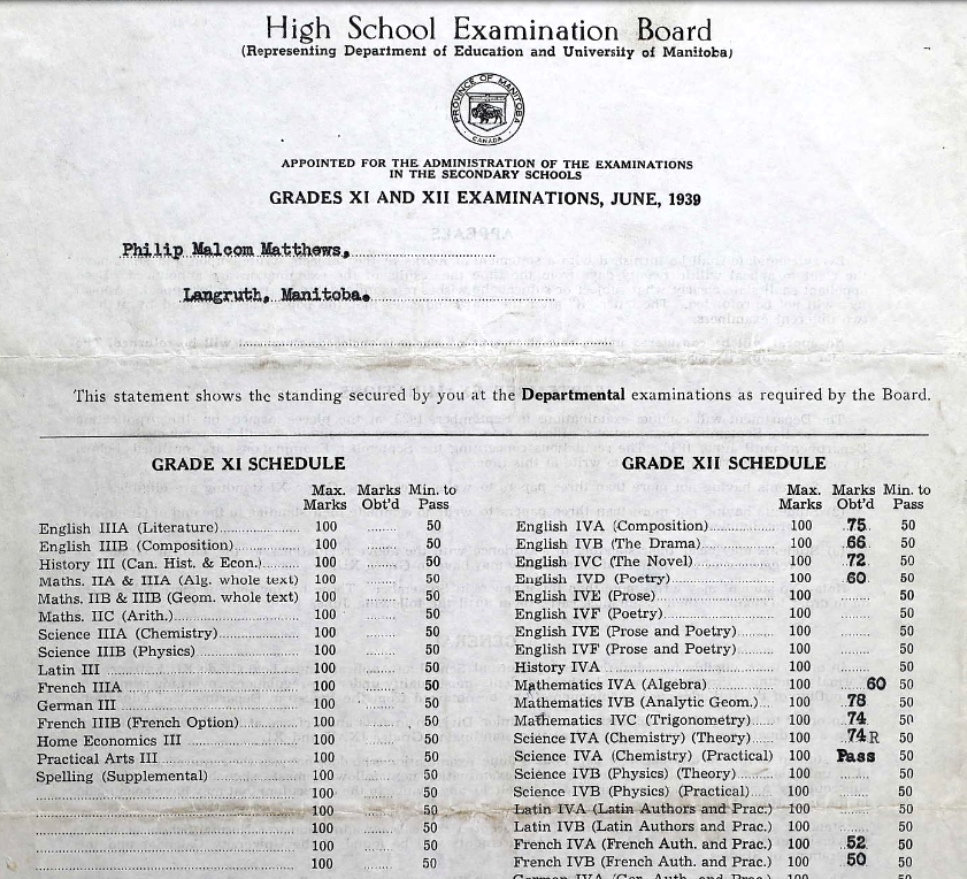 High School Examination Board
(Representing Department of Education and University of Manitoba)
PROVINCE OF MANITOBA
CANADA
APPOINTED FOR THE ADMINISTRATION OF THE EXAMINATIONS
IN THE SECONDARY SCHOOLS
GRADES XI AND XII EXAMINATIONS, JUNE, 1939
Philip Malcom Matthews,
Langruth, Manitoba.
This statement shows the standing secured by you at the Departmental examinations as required by the Board.
GRADE XI SCHEDULE
Max. Marks Min. to
Marks Obt'd Pass
English IIIA (Literature) 100 50
English IIIB (Composition) 100 50
History III (Can. Hist. & Econ.) 100 50
Maths. IIA & IIIA (Alg. whole text) 100 50
Maths. IIB & IIIB (Geom. whole text) 100 50
Maths. IIC (Arith.) 100 50
Science IIIA (Chemistry) 100 50
Science IIIB (Physics) 100 50
Latin III 100 50
French IIIA 100 50
German III 100 50
French IIIB (French Option) 100 50
Home Economics III 100 50
Practical Arts III 100 50
Spelling (Supplemental) 100 50
100 50
100 50
100 50
100 50
100 50
GRADE XII SCHEDULE
Max. Marks Min. to
Marks Obt'd Pass
English IVA (Composition) 100 75 50
English IVB (The Drama) 100 66 50
English IVC (The Novel) 100 72 50
English IVD (Poetry) 100 60 50
English IVE (Prose) 100 50
English IVF (Poetry) 100 50
English IVE (Prose and Poetry) 100 50
English IVF (Prose and Poetry) 100 50
History IVA 100 50
Mathematics IVA (Algebra) 100 60 50
Mathematics IVB (Analytic Geom.) 100 78 50
Mathematics IVC (Trigonometry) 100 74 50
Science IVA (Chemistry) (Theory) 100 74R 50
Science IVA (Chemistry) (Practical) 100 Pass 50
Science IVB (Physics) (Theory) 100 50
Science IVB (Physics) (Practical) 100 50
Latin IVA (Latin Authors and Prac.) 100 50
Latin IVB (Latin Authors and Prac.) 100 50
French IVA (French Auth. and Prac.) 100 52 50
French IVB (French Auth. and Prac.) 100 50 50